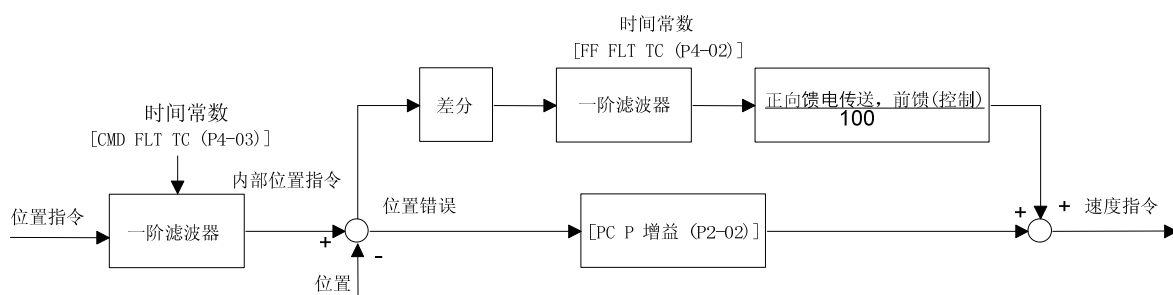 时间常数
[FF FLT TC (P4-02)]
差分
一阶滤波器
正向馈电传送，前馈(控制)
100
时间常数
[CMD FLT TC (P4-03)]
内部位置指令
位置指令
一阶滤波器
+
-
位置
位置错误
[PC P 增益 (P2-02)]
+
+
速度指令